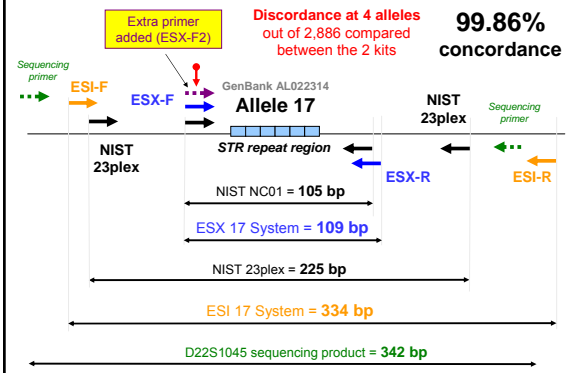 Extra primer
added (ESX-F2)
Discordance at 4 alleles
out of 2,886 compared
between the 2 kits
99.86%
concordance
Sequencing
primer
ESI-F
ESX-F
GenBank AL022314
Allele 17
NIST
23plex
Sequencing
primer
NIST
23plex
STR repeat region
ESX-R
ESI-R
NIST NC01 = 105 bp
ESX 17 System = 109 bp
NIST 23plex = 225 bp
ESI 17 System = 334 bp
D22S1045 sequencing product = 342 bp